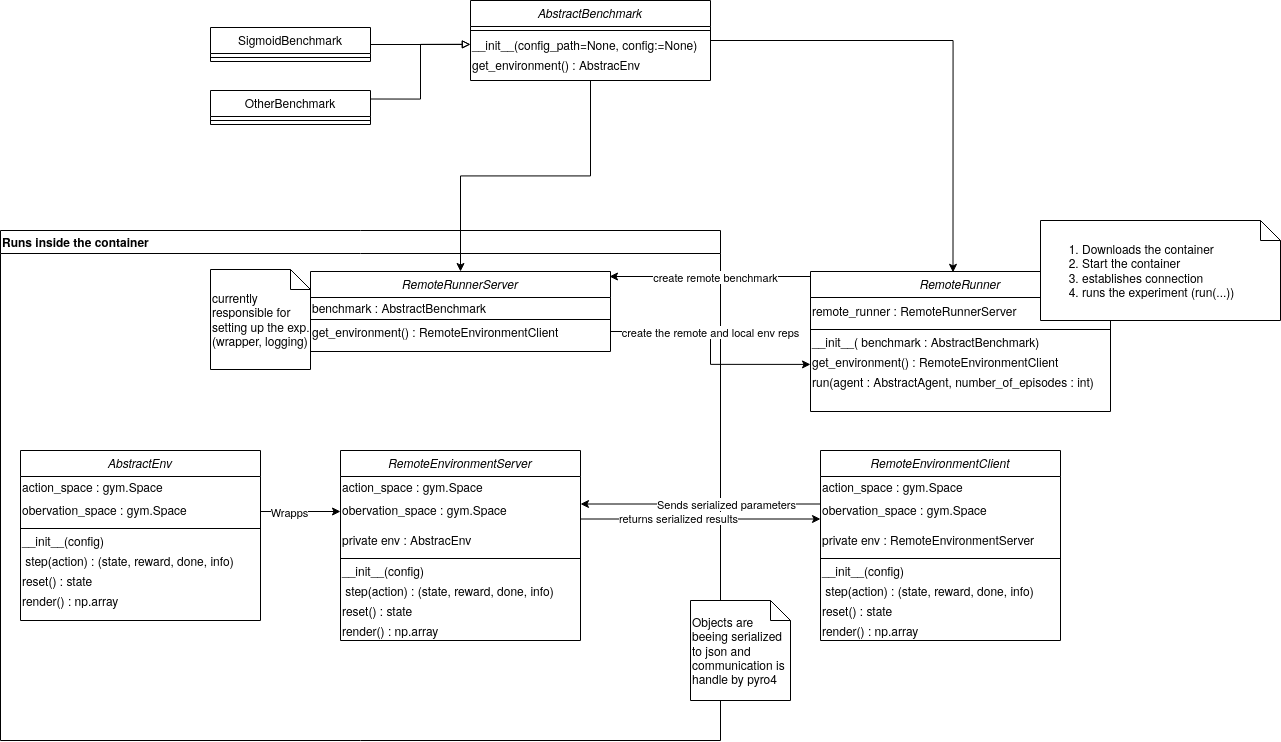 AbstractBenchmark
__init__(config_path=None, config:=None)
get_environment() : AbstracEnv
SigmoidBenchmark
OtherBenchmark
Runs inside the container
currently
responsible for
setting up the exp.
(wrapper, logging)
RemoteRunnerServer
benchmark : AbstractBenchmark
get_environment() : RemoteEnvironmentClient
create remote benchmark
create the remote and local env reps
RemoteRunner
remote_runner : RemoteRunnerServer
__init__( benchmark : AbstractBenchmark)
get_environment() : RemoteEnvironmentClient
run(agent : AbstractAgent, number_of_episodes : int)
1. Downloads the container
2. Start the container
3. establishes connection
4. runs the experiment (run(...))
AbstractEnv
action_space : gym.Space
obervation_space : gym.Space
__init__(config)
step(action) : (state, reward, done, info)
reset() : state
render() : np.array
Wrapps
RemoteEnvironmentServer
action_space : gym.Space
obervation_space : gym.Space
private env : AbstracEnv
__init__(config)
step(action) : (state, reward, done, info)
reset() : state
render() : np.array
Sends serialized parameters
returns serialized results
RemoteEnvironmentClient
action_space : gym.Space
obervation_space : gym.Space
private env : RemoteEnvironmentServer
__init__(config)
step(action) : (state, reward, done, info)
reset() : state
render() : np.array
Objects are
beeing serialized
to json and
communication is
handle by pyro4